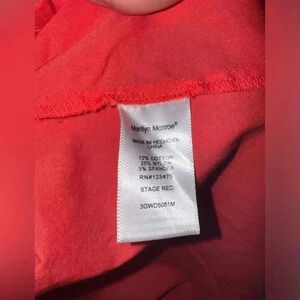 Marilyn Monroe®
MADE IN/HECHO EN
CHINA
72% COTTON
25% NYLON
3% SPANDEX
RN#123475
STAGE RED
3GWD5051M